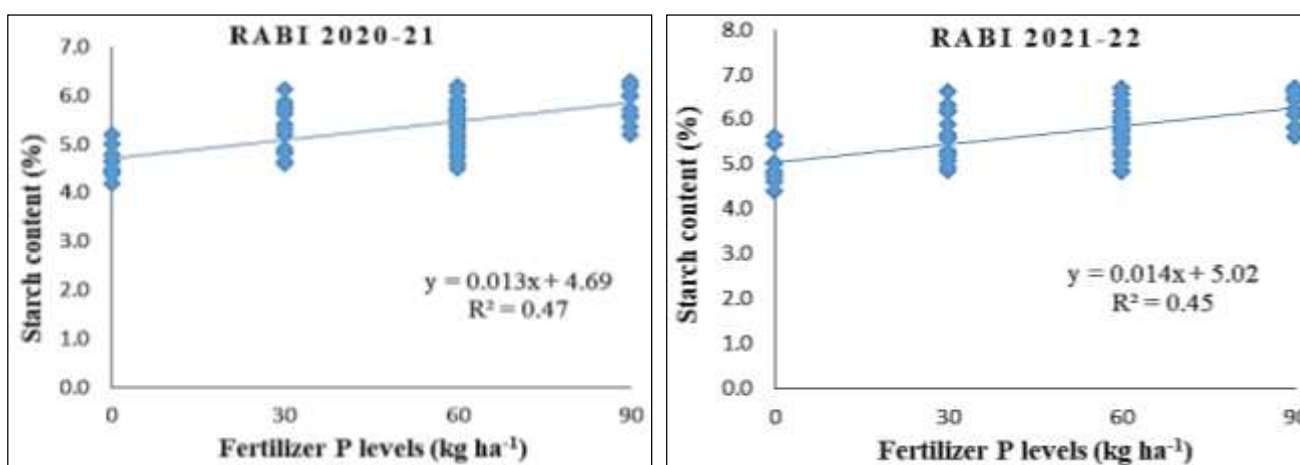 RABI 2020-21
7.0
6.0
5.0
4.0
3.0
2.0
1.0
0.0
Starch content (%)
y = 0.013x + 4.69
R² = 0.47
0 30 60 90
Fertilizer P levels (kg ha⁻¹)
RABI 2021-22
8.0
7.0
6.0
5.0
4.0
3.0
2.0
1.0
0.0
Starch content (%)
y = 0.014x + 5.02
R² = 0.45
0 30 60 90
Fertilizer P levels (kg ha⁻¹)